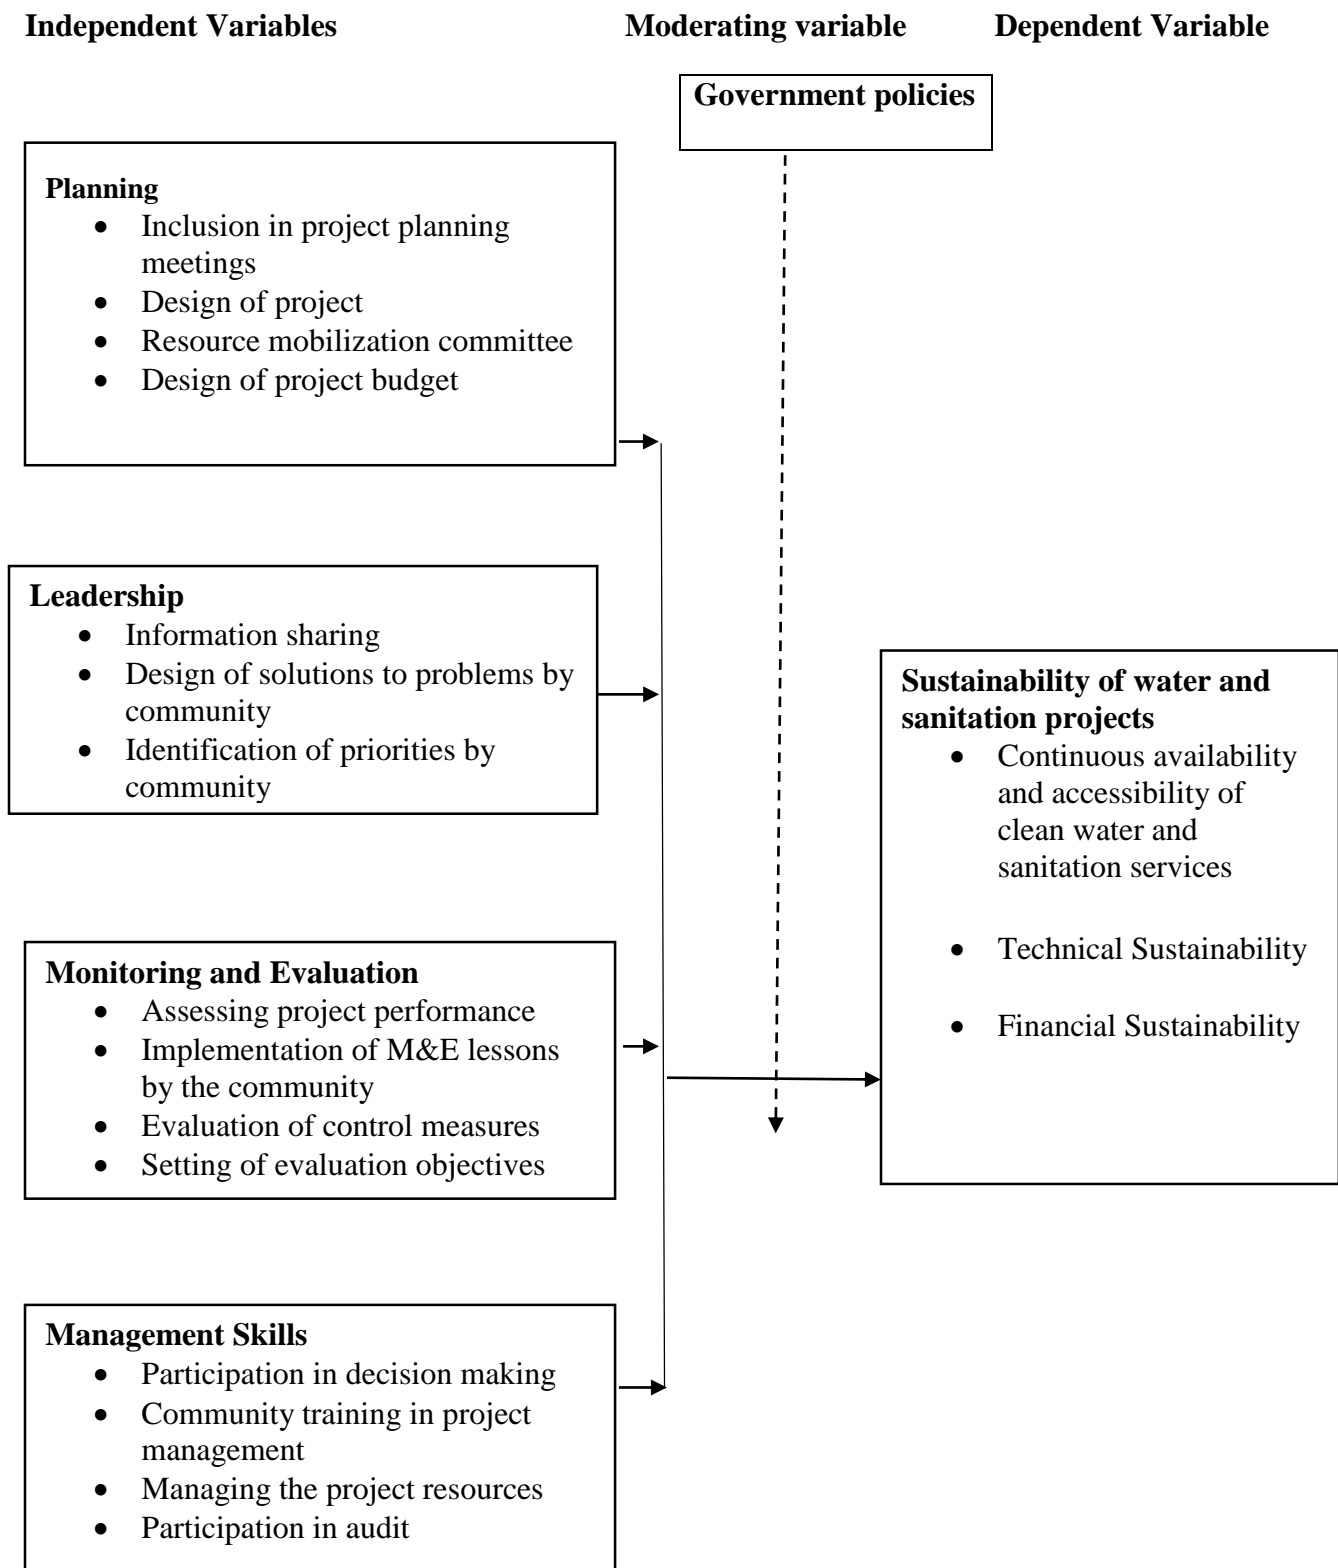 Independent Variables
Moderating variable
Dependent Variable
Government policies
Planning
• Inclusion in project planning
meetings
• Design of project
• Resource mobilization committee
• Design of project budget
Leadership
• Information sharing
• Design of solutions to problems by
community
• Identification of priorities by
community
Monitoring and Evaluation
• Assessing project performance
• Implementation of M&E lessons
by the community
• Evaluation of control measures
• Setting of evaluation objectives
Management Skills
• Participation in decision making
• Community training in project
management
• Managing the project resources
• Participation in audit
Sustainability of water and
sanitation projects
• Continuous availability
and accessibility of
clean water and
sanitation services
• Technical Sustainability
• Financial Sustainability